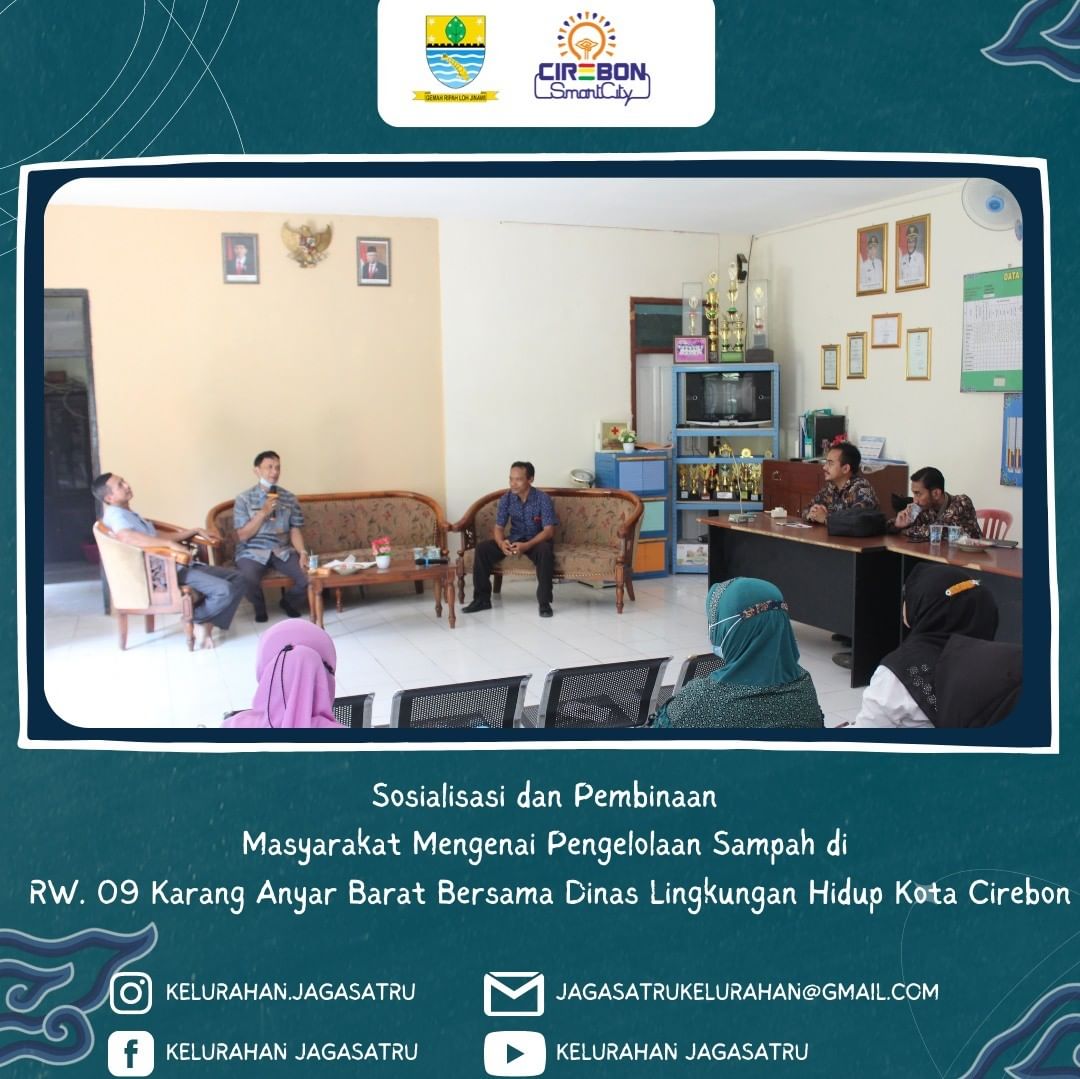 GEMAH RIPAH LOH JINAWI
CIREBON
SmartCity
DATA
Sosialisasi dan Pembinaan
Masyarakat Mengenai Pengelolaan Sampah di
RW. 09 Karang Anyar Barat Bersama Dinas Lingkungan Hidup Kota Cirebon
KELURAHAN.JAGASATRU
JAGASATRUKELURAHAN@GMAIL.COM
KELURAHAN JAGASATRU
KELURAHAN JAGASATRU